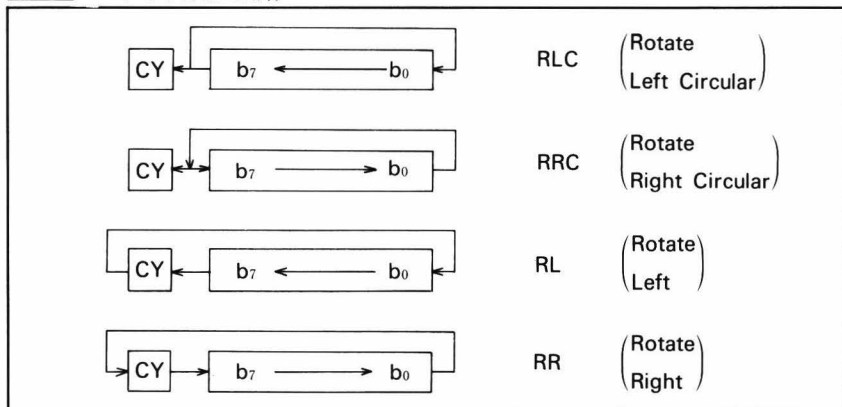 CY b₇ b₀ RLC (Rotate
Left Circular)
CY b₇ b₀ RRC (Rotate
Right Circular)
CY b₇ b₀ RL (Rotate
Left)
CY b₇ b₀ RR (Rotate
Right)